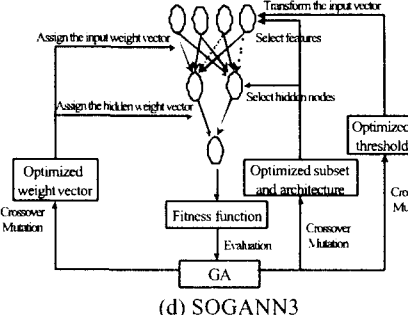 Transform the input vector
Assign the input weight vector
Select features
Assign the hidden weight vector
Select hidden nodes
Optimized
threshold
Optimized
weight vector
Optimized subset
and architecture
Crossover
Mutation
Fitness function
Crossover
Mutation
Evaluation
GA
(d) SOGANN3